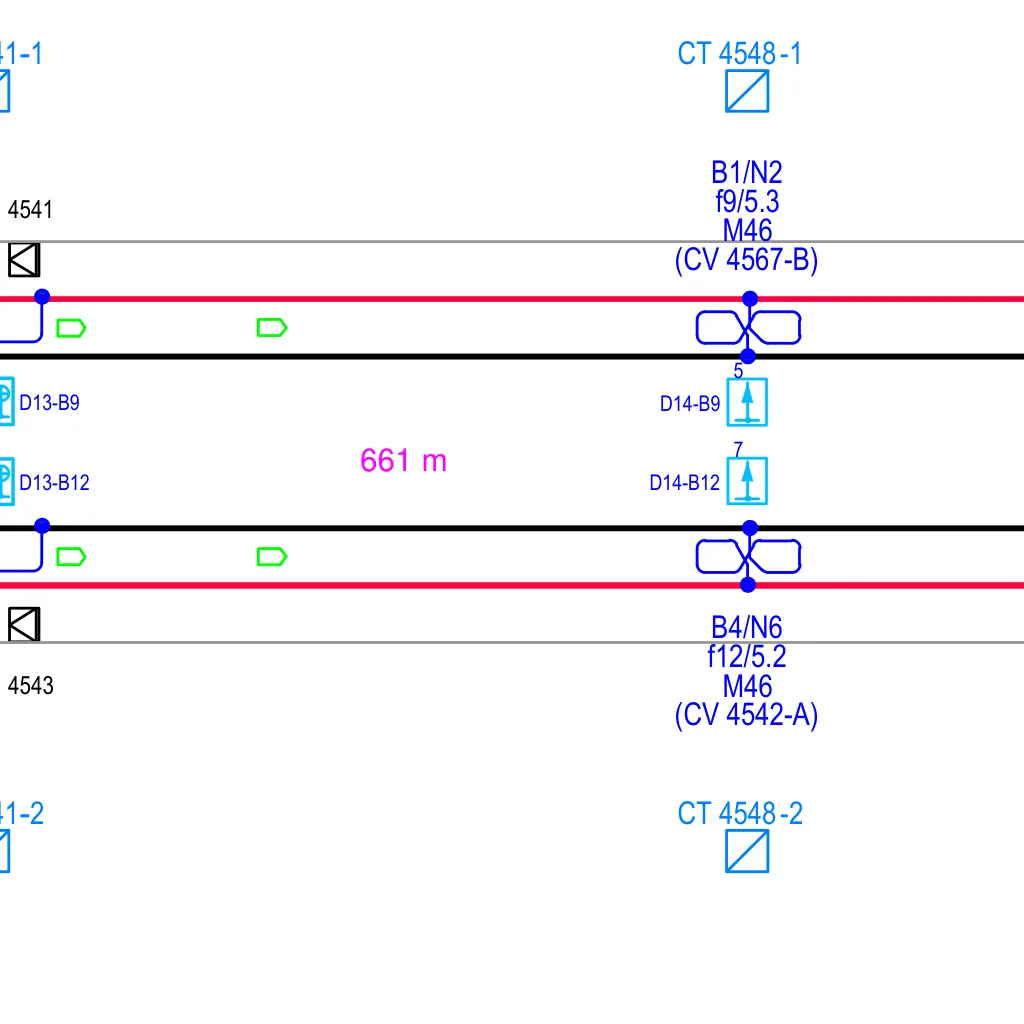 41-1
CT 4548-1
B1/N2
f9/5.3
M46
(CV 4567-B)
4541
5
D13-B9
D14-B9
661 m
7
D13-B12
D14-B12
B4/N6
f12/5.2
M46
(CV 4542-A)
4543
41-2
CT 4548-2